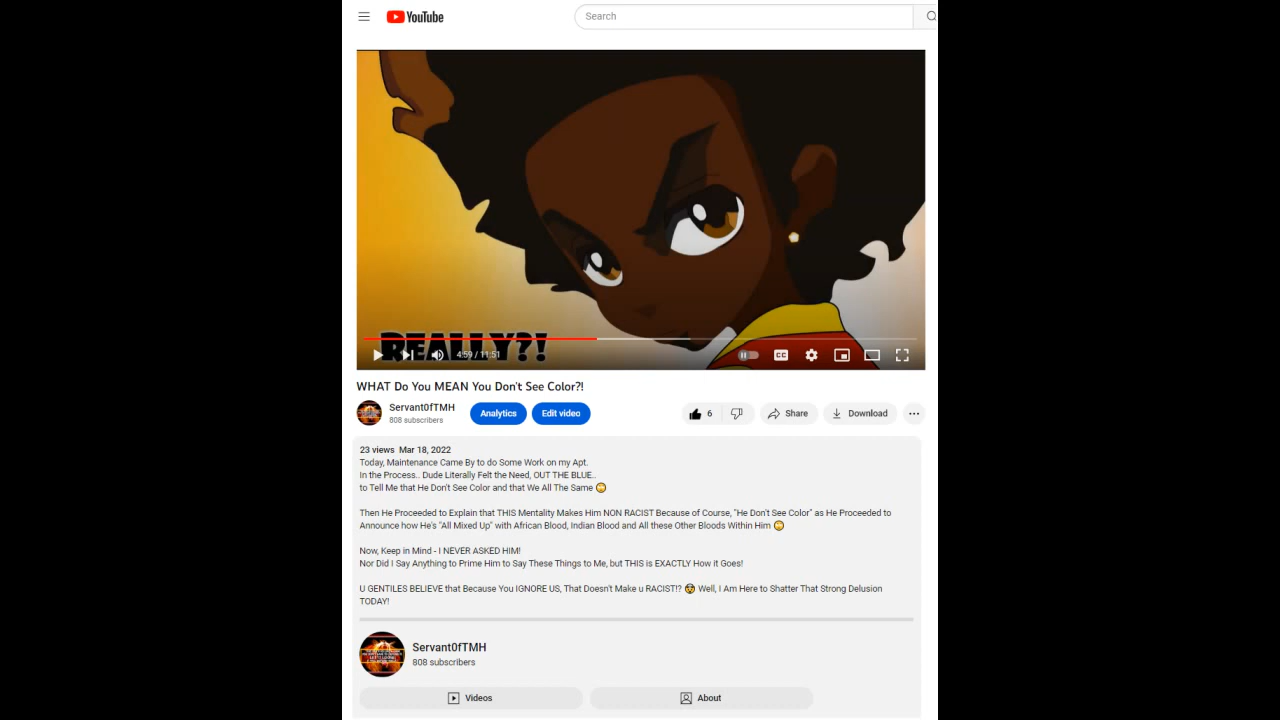 YouTube
Search
REALLY?!
4:59 / 11:51
CC
WHAT Do You MEAN You Don't See Color?!
Servant0fTMH
808 subscribers
Analytics
Edit video
6
Share
Download
23 views Mar 18, 2022
Today, Maintenance Came By to do Some Work on my Apt.
In the Process.. Dude Literally Felt the Need, OUT THE BLUE..
to Tell Me that He Don't See Color and that We All The Same
Then He Proceeded to Explain that THIS Mentality Makes Him NON RACIST Because of Course, "He Don't See Color" as He Proceeded to
Announce how He's "All Mixed Up" with African Blood, Indian Blood and All these Other Bloods Within Him
Now, Keep in Mind - I NEVER ASKED HIM!
Nor Did I Say Anything to Prime Him to Say These Things to Me, but THIS is EXACTLY How it Goes!
U GENTILES BELIEVE that Because You IGNORE US, That Doesn't Make u RACIST!? Well, I Am Here to Shatter That Strong Delusion
TODAY!
Servant0fTMH
808 subscribers
Videos
About